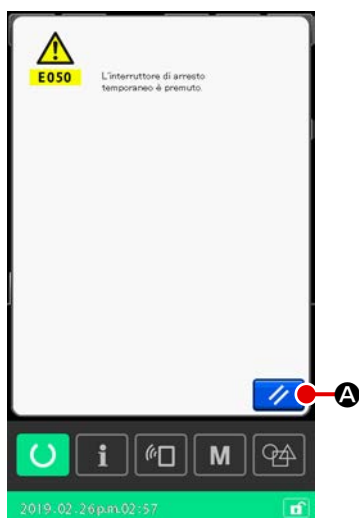 E050
L'interruttore di arresto
temporaneo è premuto.
A
i
M
2019.02.26p.m.02:57